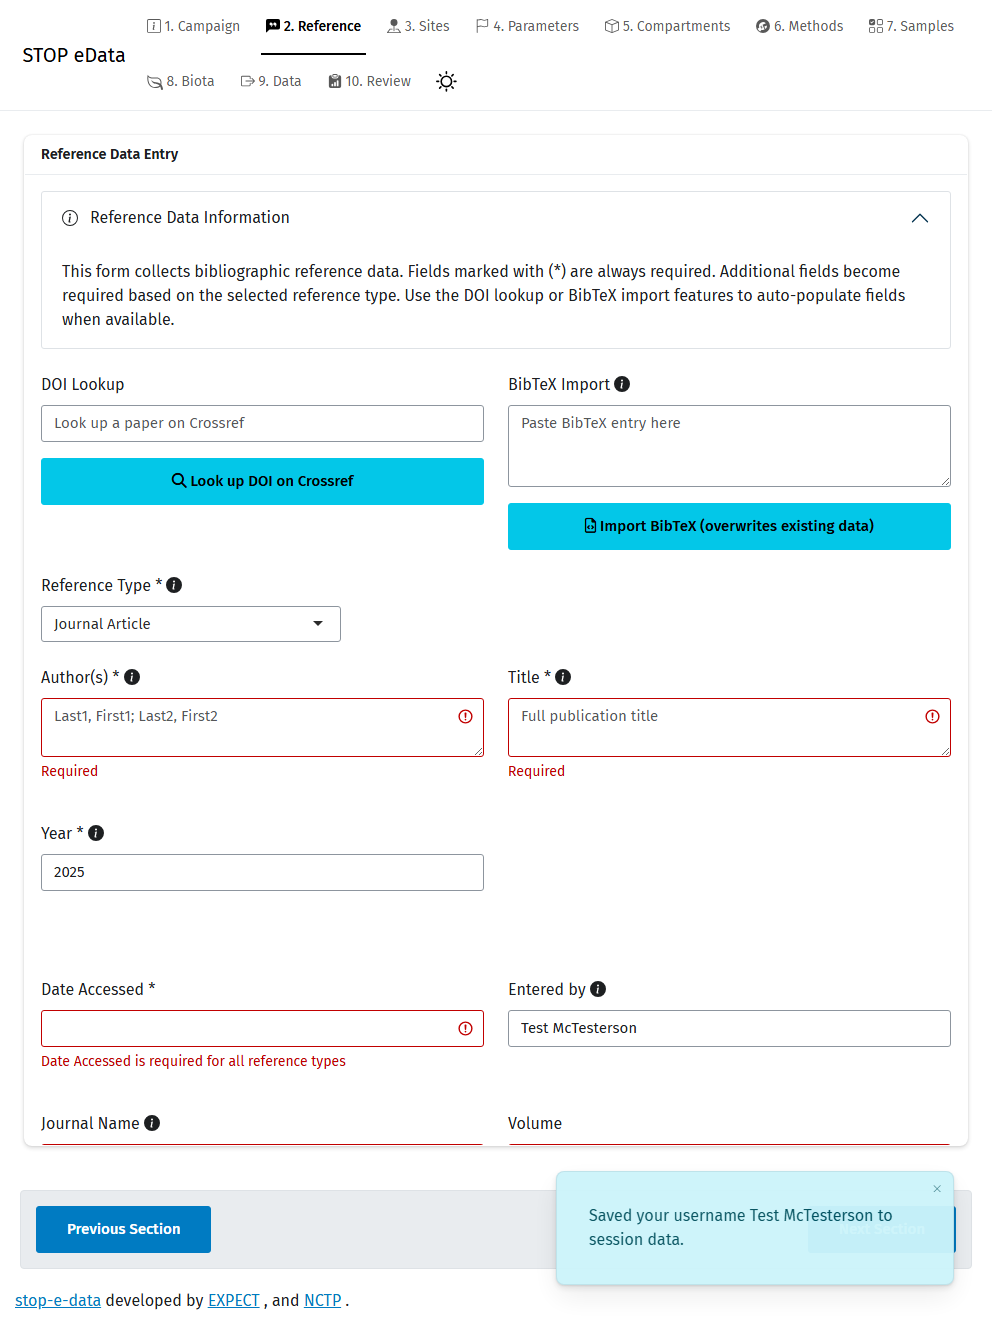 STOP eData
1. Campaign
2. Reference
3. Sites
4. Parameters
5. Compartments
6. Methods
7. Samples
8. Biota
9. Data
10. Review
Reference Data Entry
Reference Data Information
This form collects bibliographic reference data. Fields marked with (*) are always required. Additional fields become
required based on the selected reference type. Use the DOI lookup or BibTeX import features to auto-populate fields
when available.
DOI Lookup
Look up a paper on Crossref
Look up DOI on Crossref
BibTeX Import
Paste BibTeX entry here
Import BibTeX (overwrites existing data)
Reference Type *
Journal Article
Author(s) *
Last1, First1; Last2, First2
Required
Title *
Full publication title
Required
Year *
2025
Date Accessed *
Date Accessed is required for all reference types
Entered by
Test McTesterson
Journal Name
Volume
Previous Section
Next Section
×
Saved your username Test McTesterson to
session data.
stop-e-data developed by EXPECT , and NCTP .